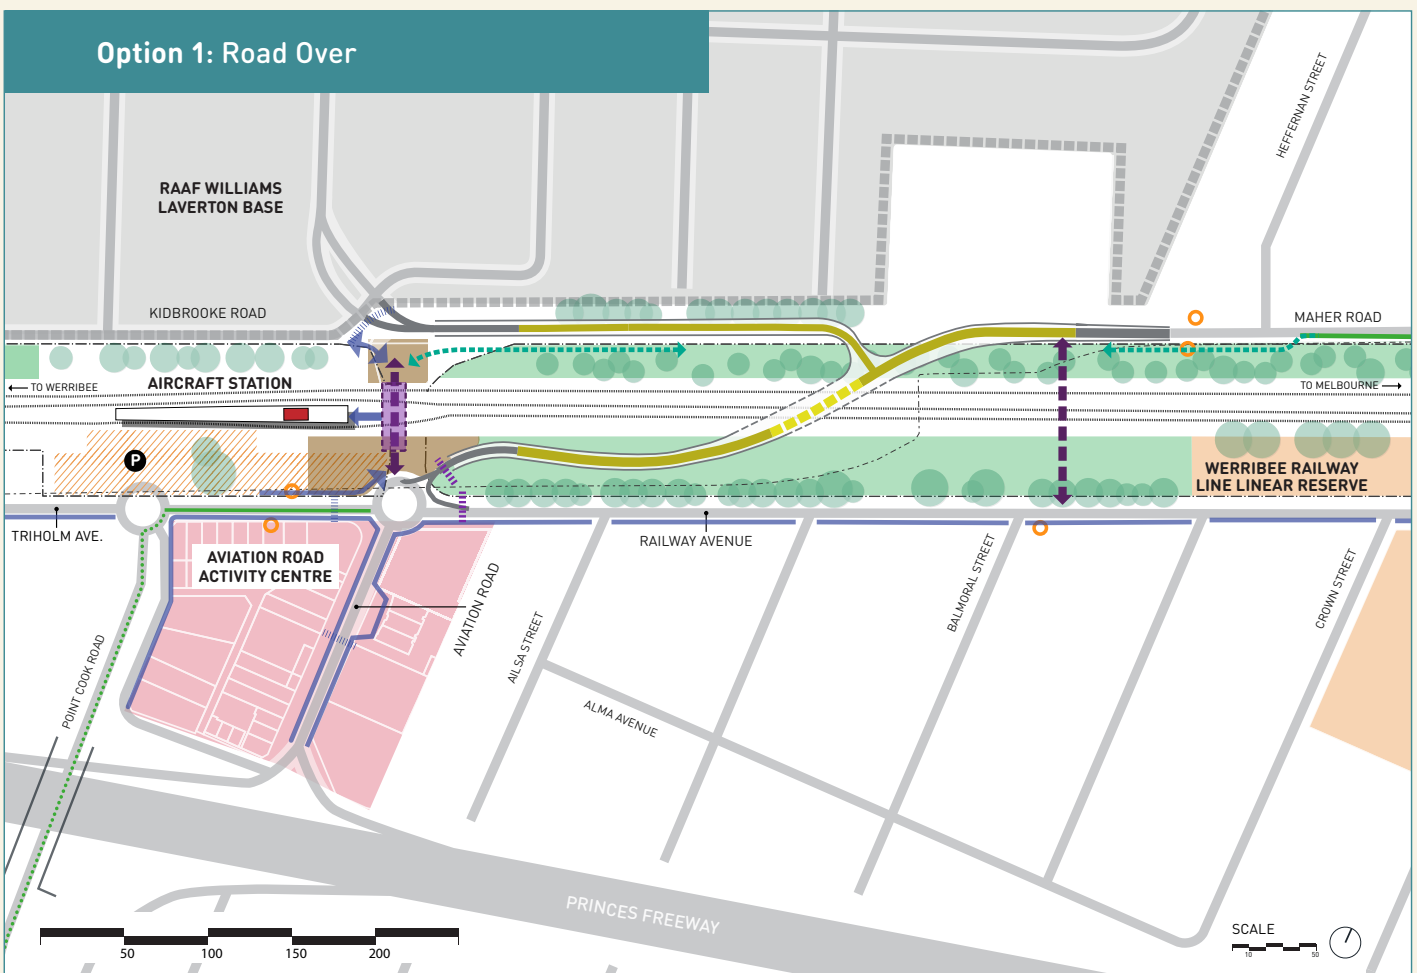 Option 1: Road Over
HEFFERNAN STREET
RAAF WILLIAMS
LAVERTON BASE
KIDBROOKE ROAD
MAHER ROAD
TO WERRIBEE
AIRCRAFT STATION
TO MELBOURNE
P
WERRIBEE RAILWAY
LINE LINEAR RESERVE
TRIHOLM AVE.
RAILWAY AVENUE
AVIATION ROAD
ACTIVITY CENTRE
AVIATION ROAD
AILSA STREET
BALMORAL STREET
CROWN STREET
POINT COOK ROAD
ALMA AVENUE
PRINCES FREEWAY
SCALE
10 50
50 100 150 200